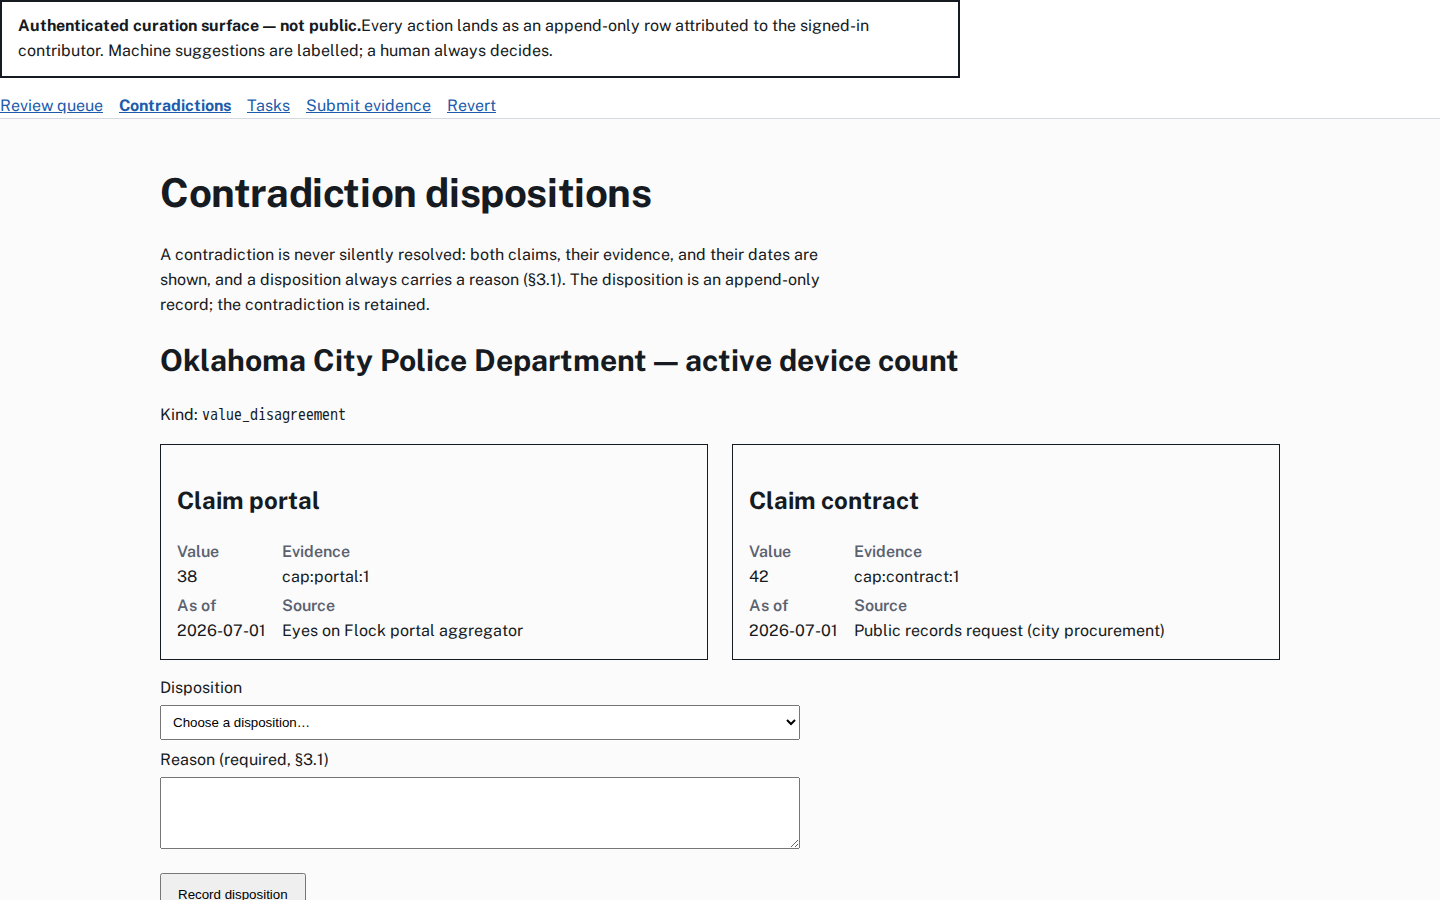 Authenticated curation surface — not public.Every action lands as an append-only row attributed to the signed-in
contributor. Machine suggestions are labelled; a human always decides.
Review queue Contradictions Tasks Submit evidence Revert
Contradiction dispositions
A contradiction is never silently resolved: both claims, their evidence, and their dates are
shown, and a disposition always carries a reason (§3.1). The disposition is an append-only
record; the contradiction is retained.
Oklahoma City Police Department — active device count
Kind: value_disagreement
Claim portal
Value Evidence
38 cap:portal:1
As of Source
2026-07-01 Eyes on Flock portal aggregator
Claim contract
Value Evidence
42 cap:contract:1
As of Source
2026-07-01 Public records request (city procurement)
Disposition
Choose a disposition…
Reason (required, §3.1)
Record disposition